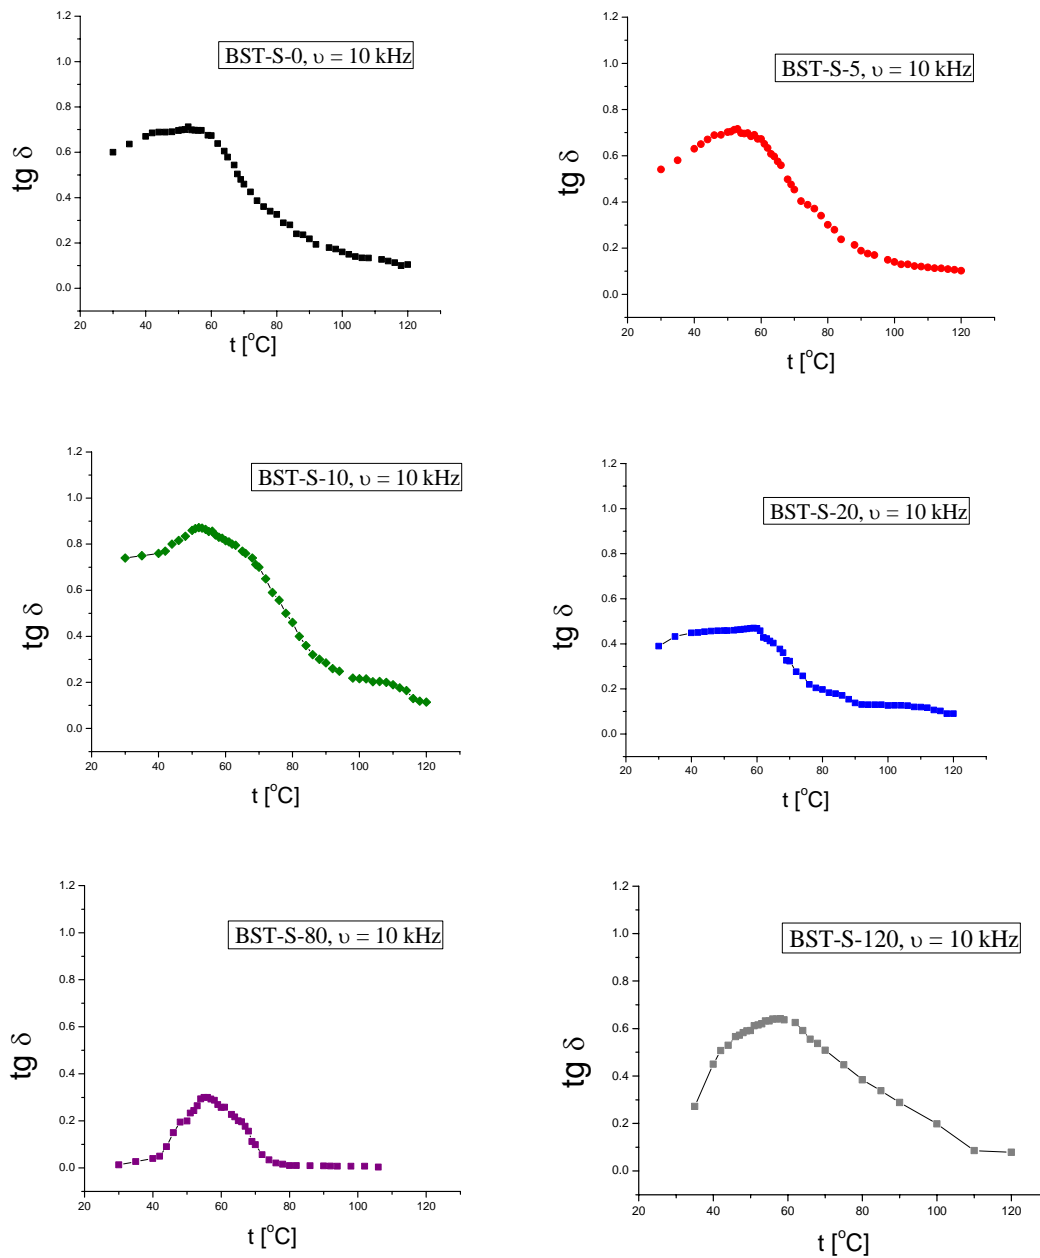 BST-S-0, υ = 10 kHz
tg δ
1.2
1.0
0.8
0.6
0.4
0.2
0.0
20 40 60 80 100 120
t [°C]
BST-S-5, υ = 10 kHz
tg δ
1.2
1.0
0.8
0.6
0.4
0.2
0.0
20 40 60 80 100 120
t [°C]
BST-S-10, υ = 10 kHz
tg δ
1.2
1.0
0.8
0.6
0.4
0.2
0.0
20 40 60 80 100 120
t [°C]
BST-S-20, υ = 10 kHz
tg δ
1.2
1.0
0.8
0.6
0.4
0.2
0.0
20 40 60 80 100 120
t [°C]
BST-S-80, υ = 10 kHz
tg δ
1.2
1.0
0.8
0.6
0.4
0.2
0.0
20 40 60 80 100 120
t [°C]
BST-S-120, υ = 10 kHz
tg δ
1.2
1.0
0.8
0.6
0.4
0.2
0.0
20 40 60 80 100 120
t [°C]